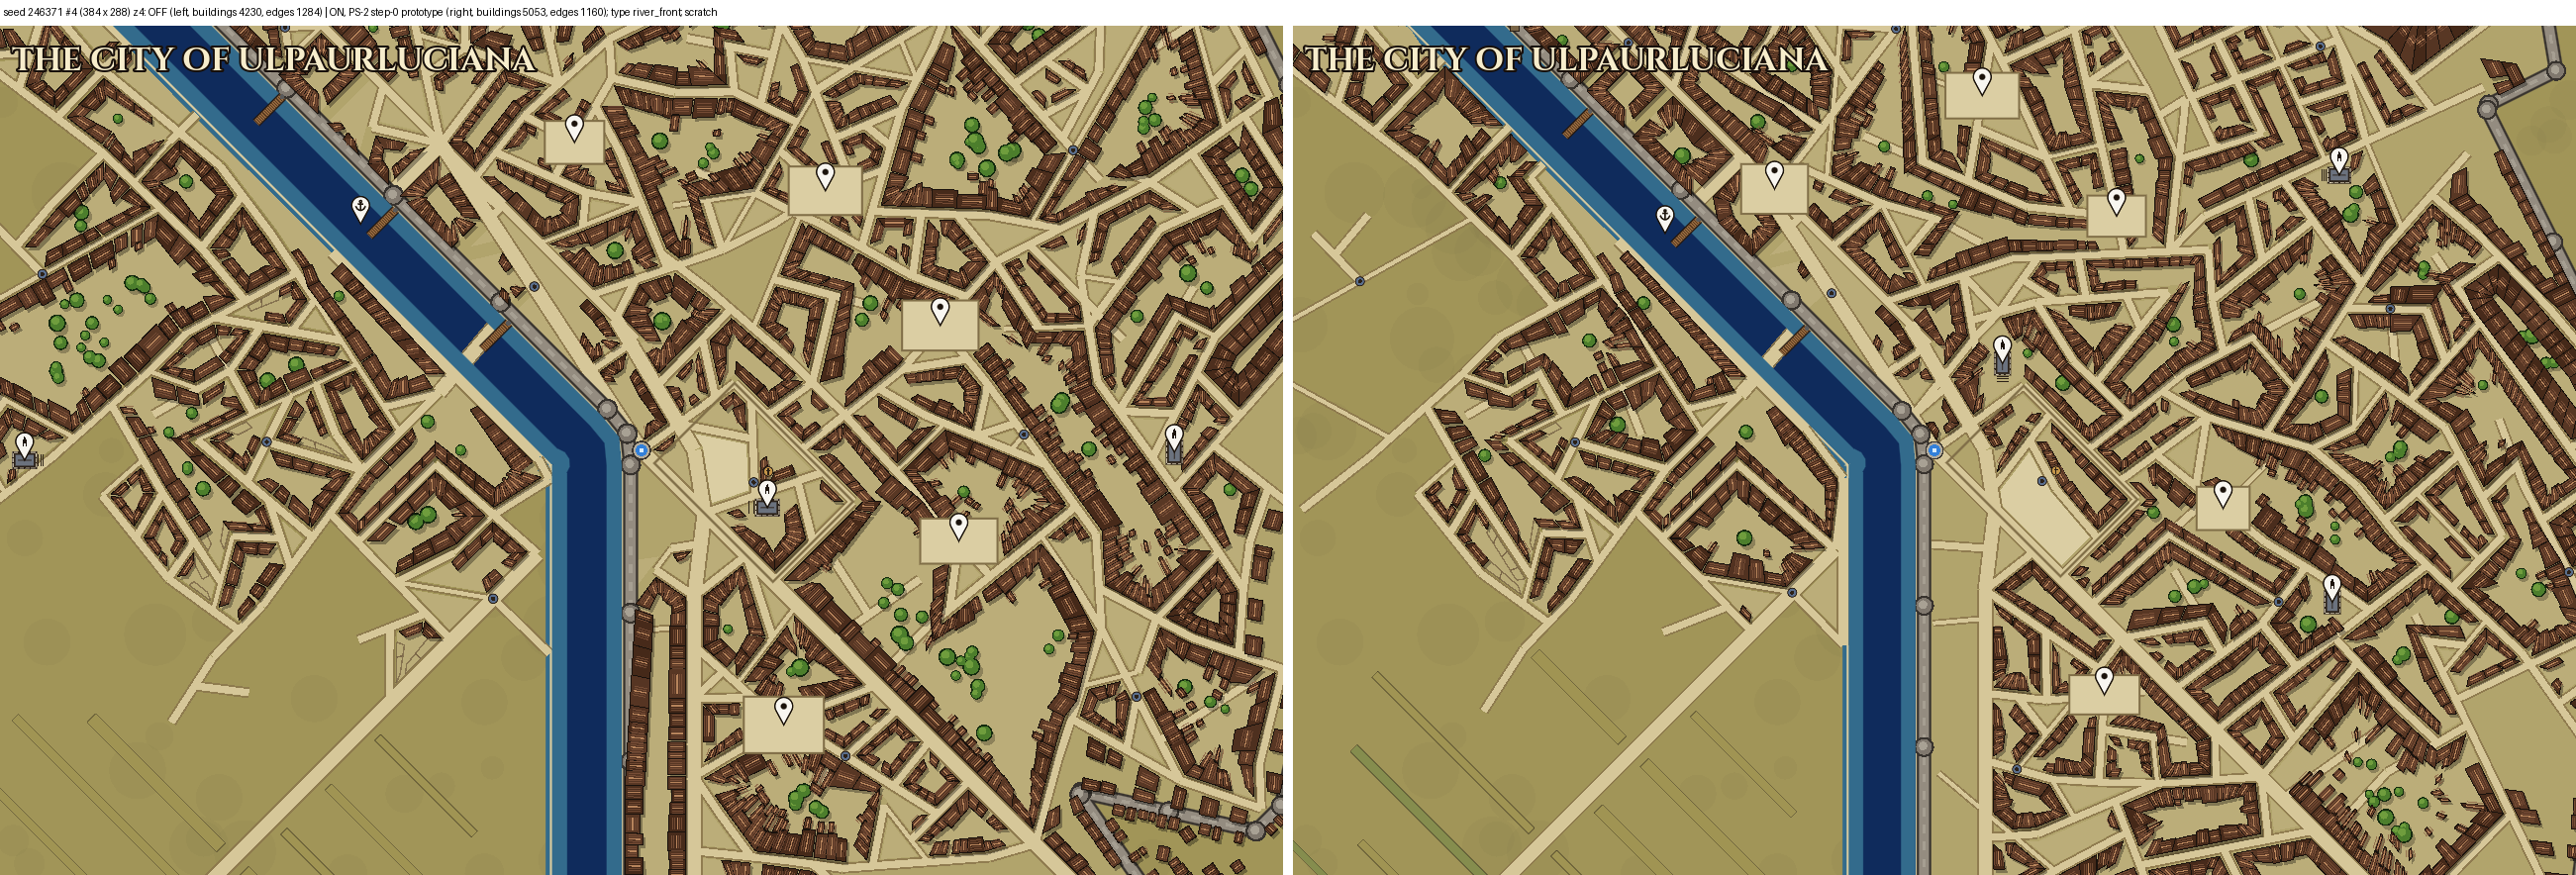 seed 246371 #4 (384 x 288) z4: OFF (left, buildings 4230, edges 1284) | ON, PS-2 step-0 prototype (right, buildings 5053, edges 1160); type river_front; scratch
THE CITY OF ULPAURLUCIANA
THE CITY OF ULPAURLUCIANA